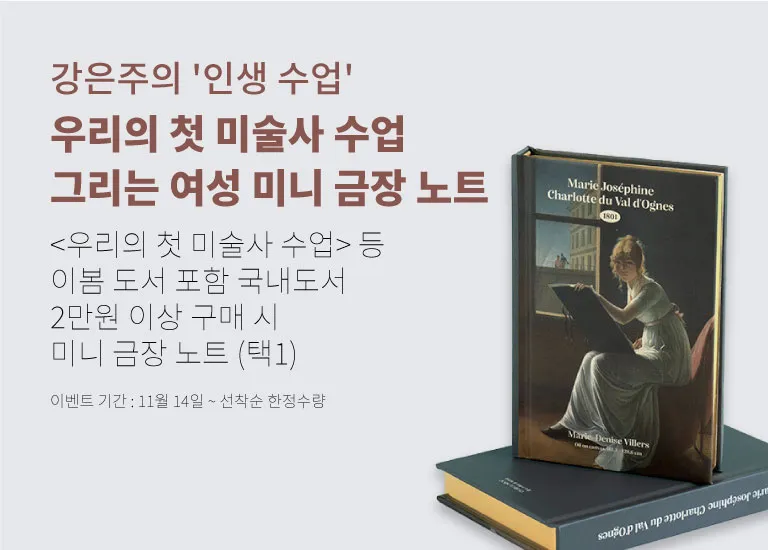 강은주의 '인생 수업'
우리의 첫 미술사 수업
그리는 여성 미니 금장 노트
<우리의 첫 미술사 수업> 등
이봄 도서 포함 국내도서
2만원 이상 구매 시
미니 금장 노트 (택1)
이벤트 기간 : 11월 14일 ~ 선착순 한정수량
Marie Joséphine
Charlotte du Val d'Ognes
1801
Marie-Denise Villers
Marie Joséphine Charlotte du Val d'Ognes